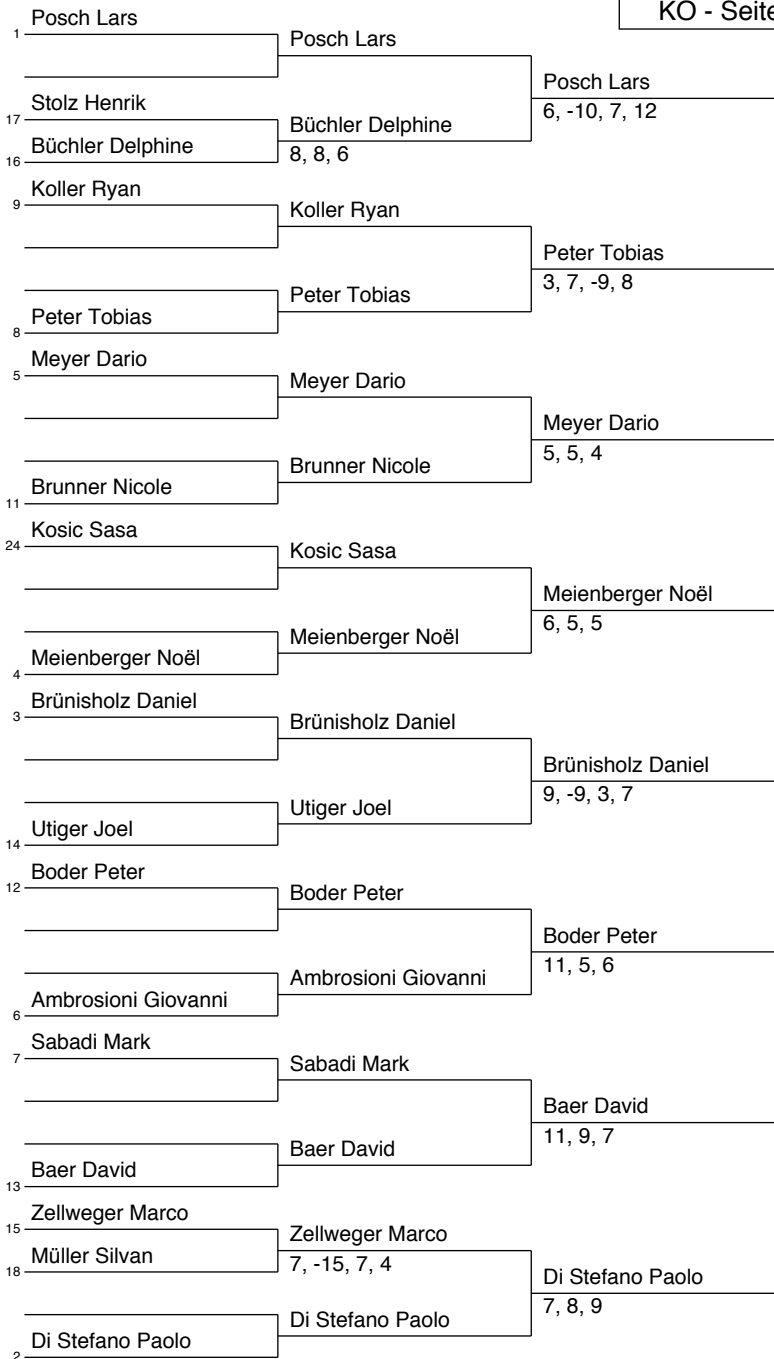 KO - Seite
1 Posch Lars
17 Stolz Henrik
16 Büchler Delphine
9 Koller Ryan
8 Peter Tobias
5 Meyer Dario
11 Brunner Nicole
24 Kosic Sasa
4 Meienberger Noël
3 Brünisholz Daniel
14 Utiger Joel
12 Boder Peter
6 Ambrosioni Giovanni
7 Sabadi Mark
13 Baer David
15 Zellweger Marco
18 Müller Silvan
2 Di Stefano Paolo
Posch Lars
Büchler Delphine
8, 8, 6
Koller Ryan
Peter Tobias
Meyer Dario
Brunner Nicole
Kosic Sasa
Meienberger Noël
Brünisholz Daniel
Utiger Joel
Boder Peter
Ambrosioni Giovanni
Sabadi Mark
Baer David
Zellweger Marco
7, -15, 7, 4
Di Stefano Paolo
Posch Lars
6, -10, 7, 12
Peter Tobias
3, 7, -9, 8
Meyer Dario
5, 5, 4
Meienberger Noël
6, 5, 5
Brünisholz Daniel
9, -9, 3, 7
Boder Peter
11, 5, 6
Baer David
11, 9, 7
Di Stefano Paolo
7, 8, 9